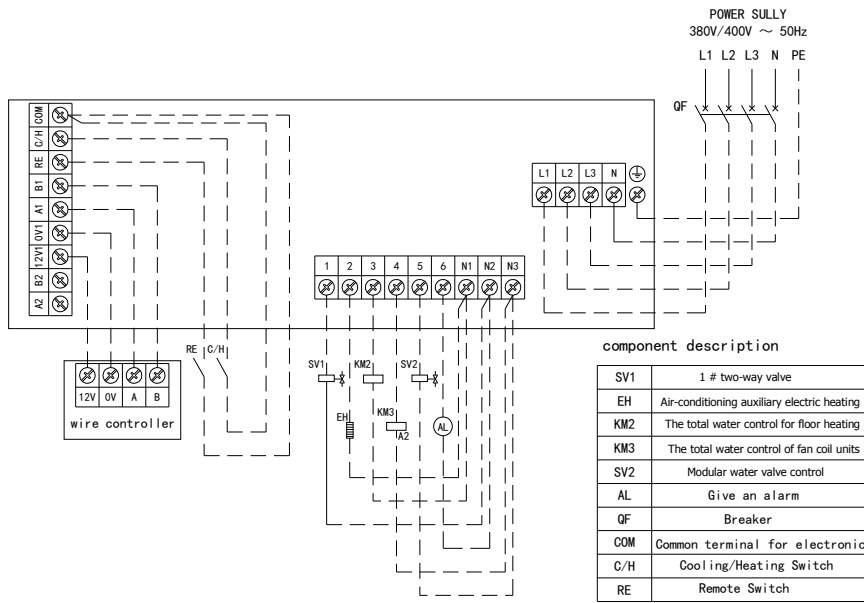 POWER SULLY
380V/400V ～ 50Hz
L1 L2 L3 N PE
QF
COM
C/H
RE
B1
A1
0V1
12V1
B2
A2
L1 L2 L3 N
1 2 3 4 5 6 N1 N2 N3
RE C/H
SV1 KM2 SV2
EH KM3 AL
A2
12V 0V A B
wire controller
component description
SV1 1 # two-way valve
EH Air-conditioning auxiliary electric heating
KM2 The total water control for floor heating
KM3 The total water control of fan coil units
SV2 Modular water valve control
AL Give an alarm
QF Breaker
COM Common terminal for electronic
C/H Cooling/Heating Switch
RE Remote Switch